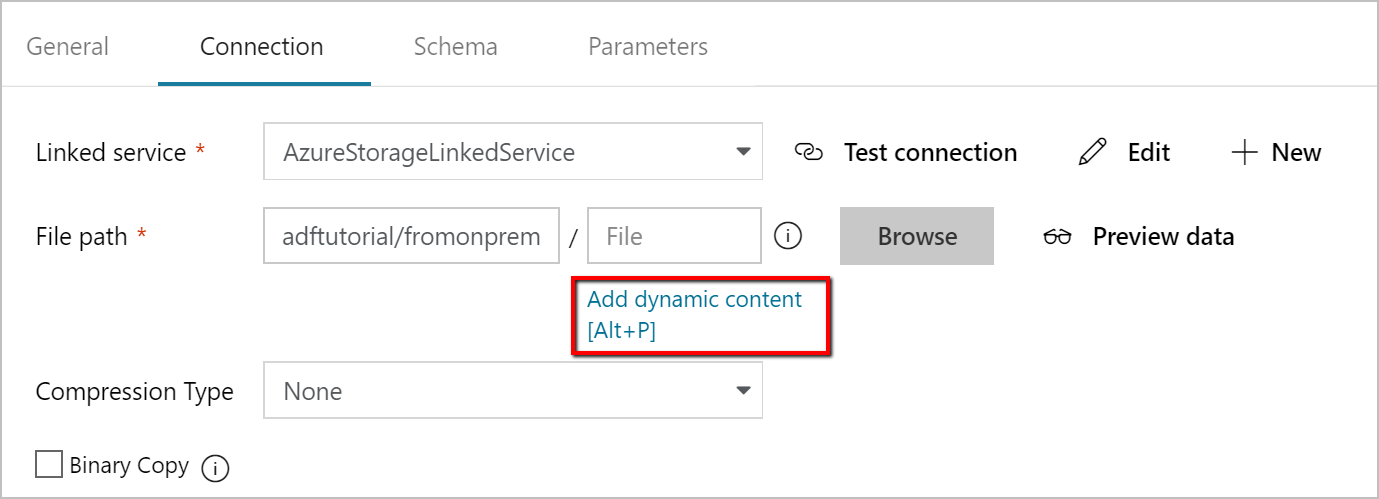 General Connection Schema Parameters
Linked service * AzureStorageLinkedService Test connection Edit New
File path * adftutorial/fromonprem / File Browse Preview data
Add dynamic content
[Alt+P]
Compression Type None
Binary Copy